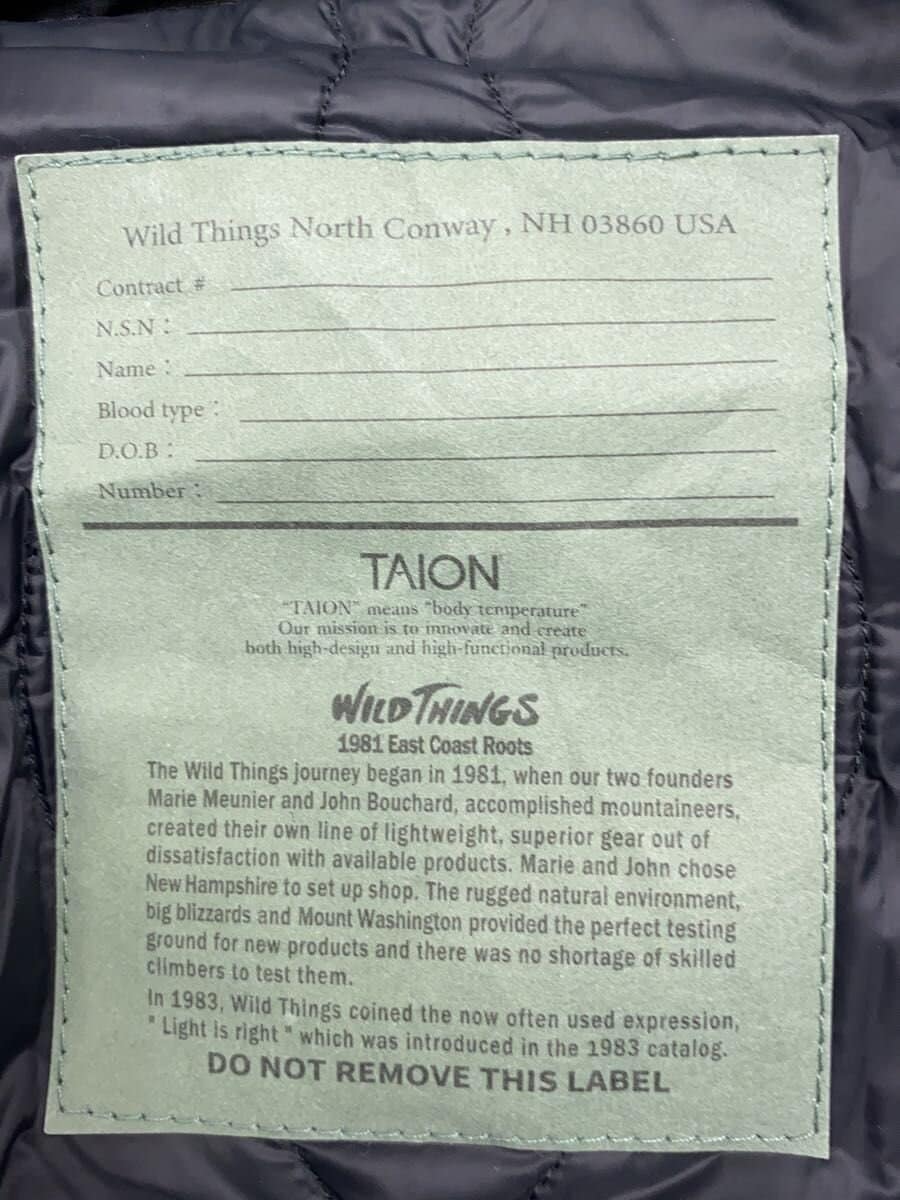 Wild Things North Conway , NH 03860 USA
Contract #
N.S.N :
Name :
Blood type :
D.O.B :
Number :
TAION
"TAION" means "body temperature"
Our mission is to innovate and create
both high-design and high-functional products.
WILD THINGS
1981 East Coast Roots
The Wild Things journey began in 1981, when our two founders
Marie Meunier and John Bouchard, accomplished mountaineers,
created their own line of lightweight, superior gear out of
dissatisfaction with available products. Marie and John chose
New Hampshire to set up shop. The rugged natural environment,
big blizzards and Mount Washington provided the perfect testing
ground for new products and there was no shortage of skilled
climbers to test them.
In 1983, Wild Things coined the now often used expression,
" Light is right " which was introduced in the 1983 catalog.
DO NOT REMOVE THIS LABEL